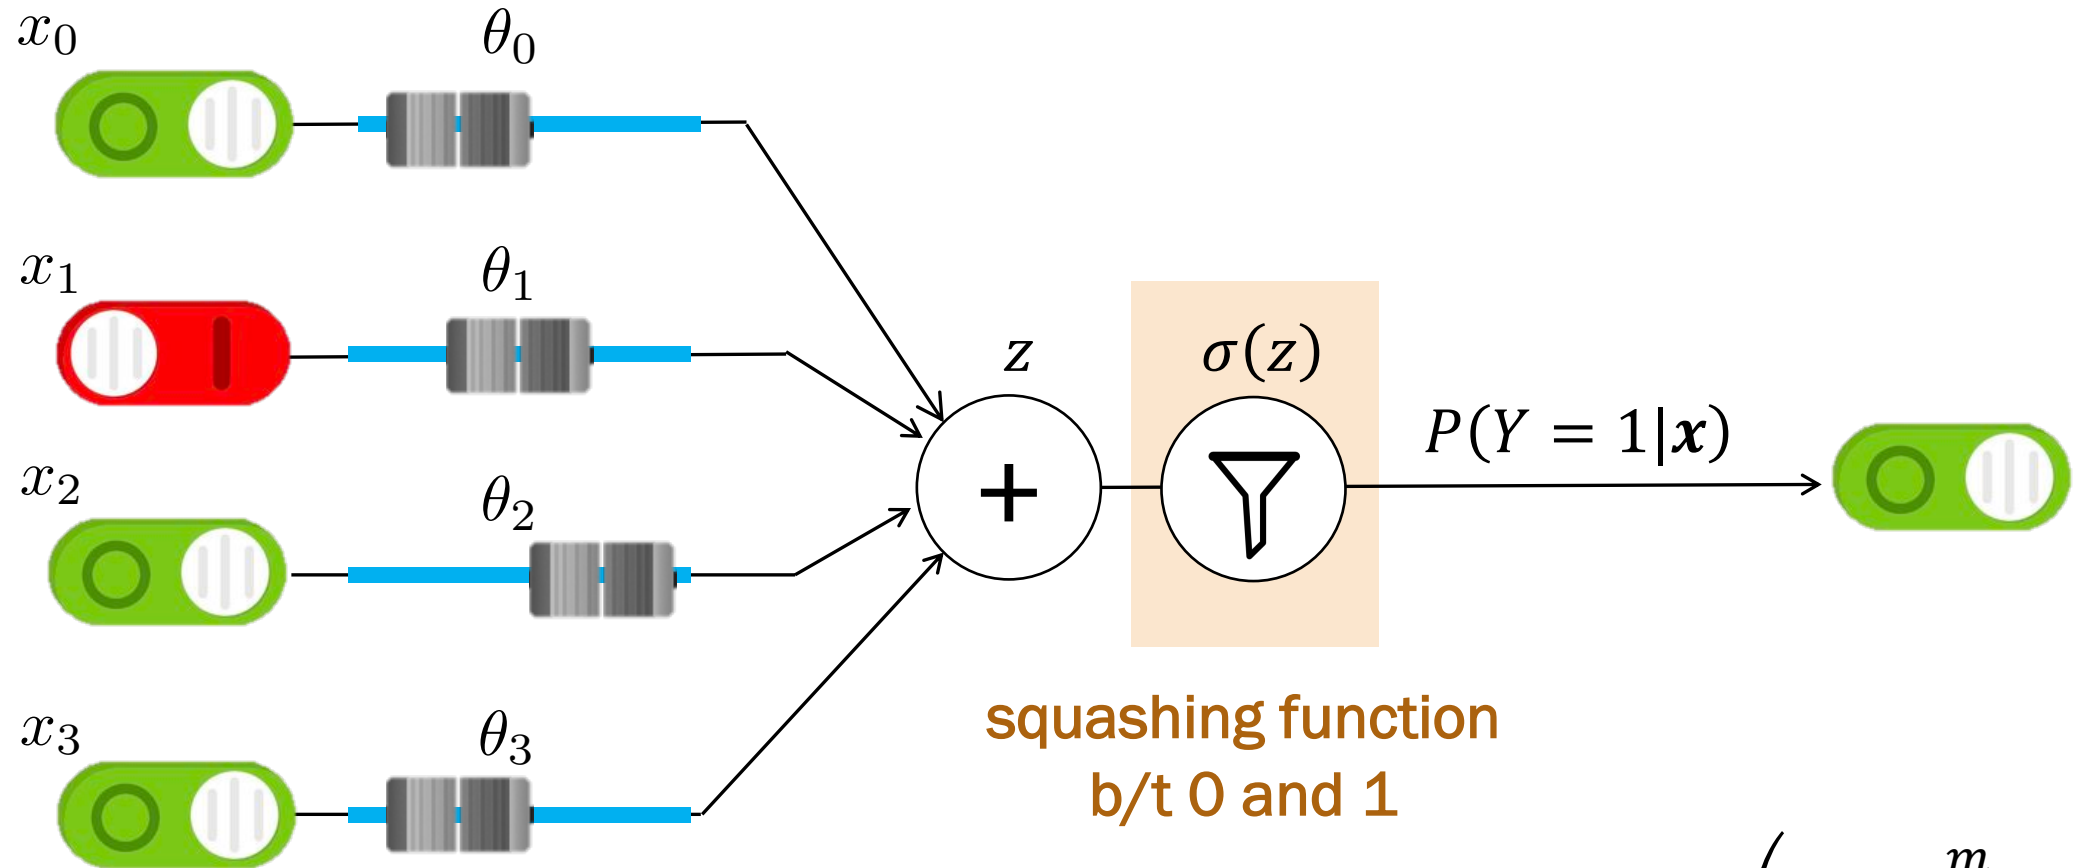 x₀
θ₀
x₁
θ₁
x₂
θ₂
x₃
θ₃
z
+
σ(z)
P(Y = 1|x)
squashing function
b/t 0 and 1
( m